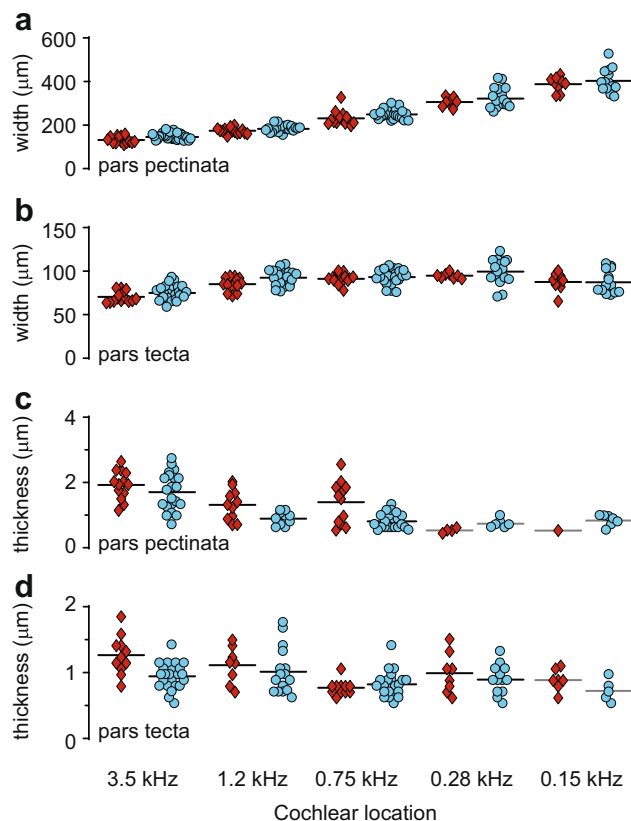 a
600
400
200
0
width (μm)
pars pectinata
b
150
100
50
0
width (μm)
pars tecta
c
4
2
0
thickness (μm)
pars pectinata
d
2
1
0
thickness (μm)
pars tecta
3.5 kHz 1.2 kHz 0.75 kHz 0.28 kHz 0.15 kHz
Cochlear location